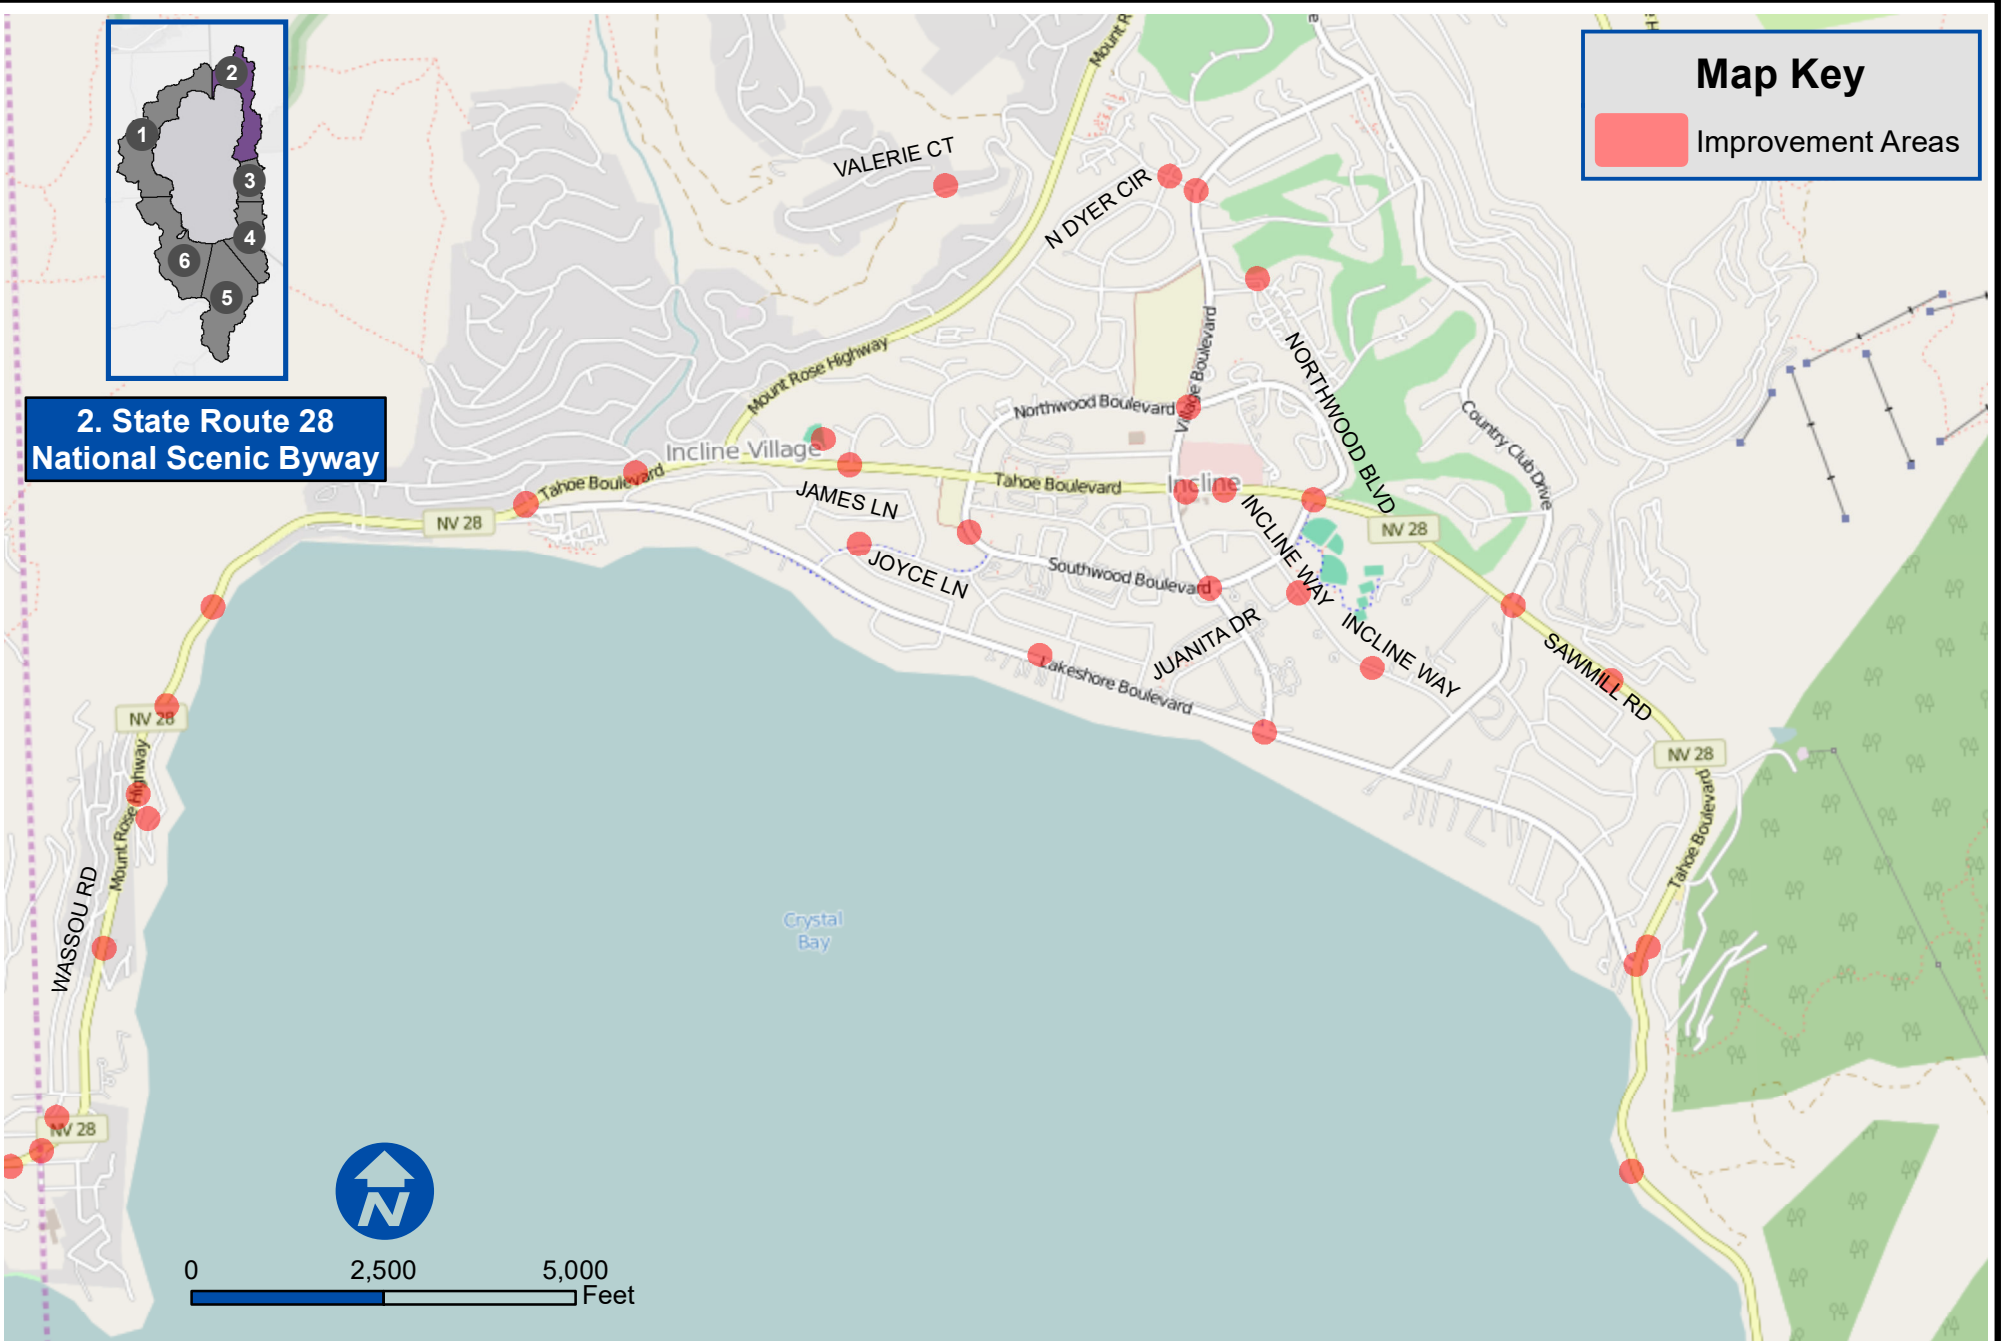 Map Key
Improvement Areas
1
2
3
4
5
6
2. State Route 28
National Scenic Byway
Mount R
VALERIE CT
N DYER CIR
Mount Rose Highway
Village Boulevard
Northwood Boulevard
NORTHWOOD BLVD
Country Club Drive
Incline Village
Tahoe Boulevard
Tahoe Boulevard
Incline
NV 28
NV 28
JAMES LN
JOYCE LN
INCLINE WAY
Southwood Boulevard
JUANITA DR
INCLINE WAY
Lakeshore Boulevard
SAWMILL RD
NV 28
NV 28
Mount Rose Highway
Tahoe Boulevard
WASSOU RD
Crystal
Bay
NV 28
N
0 2,500 5,000
Feet